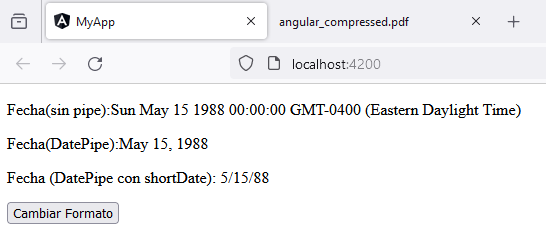 MyApp
angular_compressed.pdf
localhost:4200
Fecha(sin pipe):Sun May 15 1988 00:00:00 GMT-0400 (Eastern Daylight Time)
Fecha(DatePipe):May 15, 1988
Fecha (DatePipe con shortDate): 5/15/88
Cambiar Formato